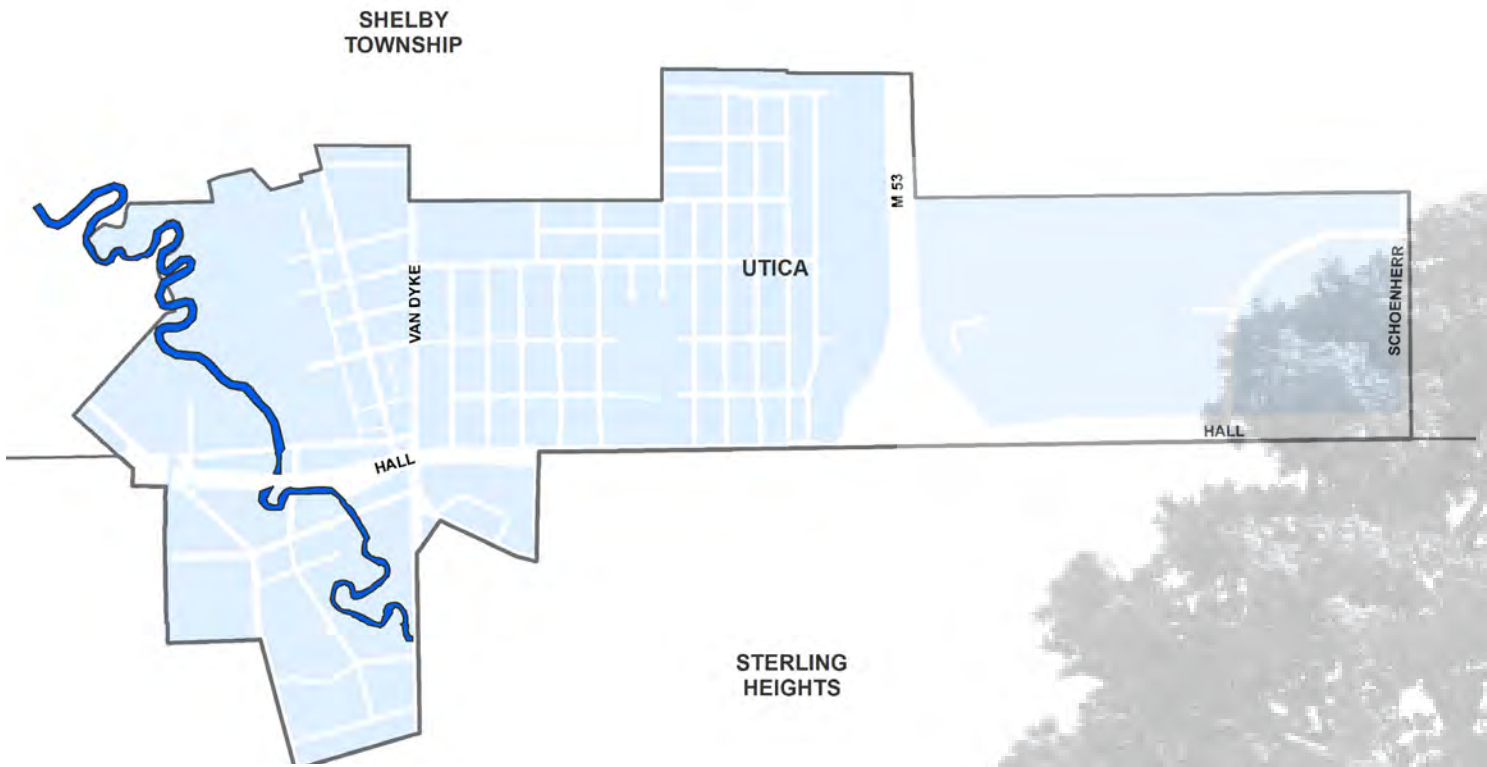 SHELBY
TOWNSHIP
M 53
UTICA
VAN DYKE
SCHOENHERR
HALL
HALL
STERLING
HEIGHTS